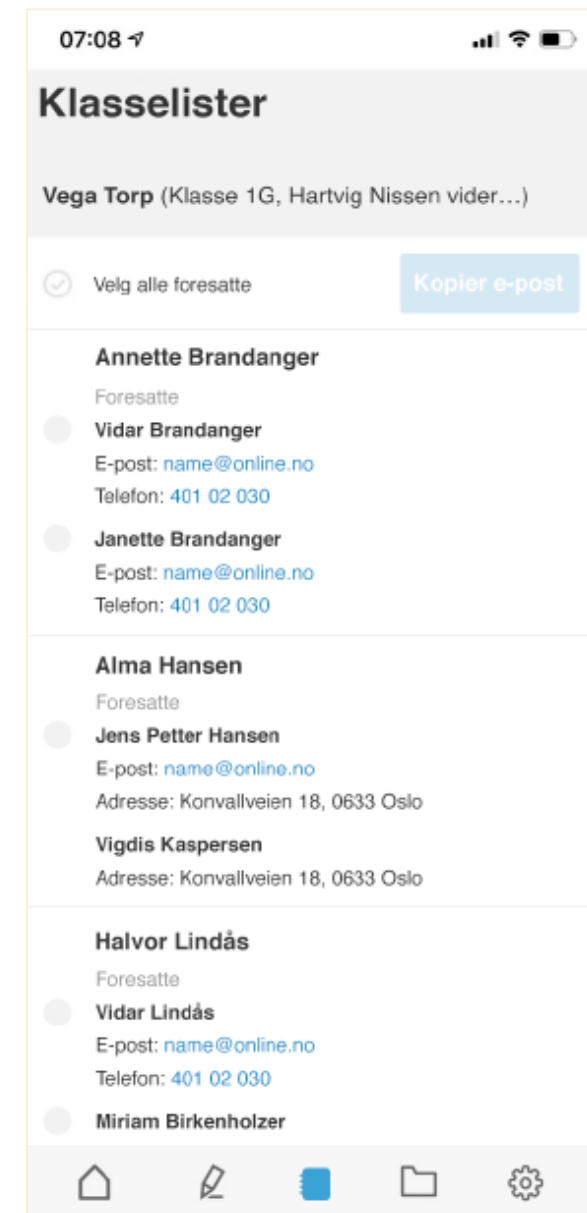 07:08
Klasselister
Vega Torp (Klasse 1G, Hartvig Nissen vider...)
Velg alle foresatte
Kopier e-post
Annette Brandanger
Foresatte
Vidar Brandanger
E-post: name@online.no
Telefon: 401 02 030
Janette Brandanger
E-post: name@online.no
Telefon: 401 02 030
Alma Hansen
Foresatte
Jens Petter Hansen
E-post: name@online.no
Adresse: Konvallveien 18, 0633 Oslo
Vigdis Kaspersen
Adresse: Konvallveien 18, 0633 Oslo
Halvor Lindås
Foresatte
Vidar Lindås
E-post: name@online.no
Telefon: 401 02 030
Miriam Birkenholzer